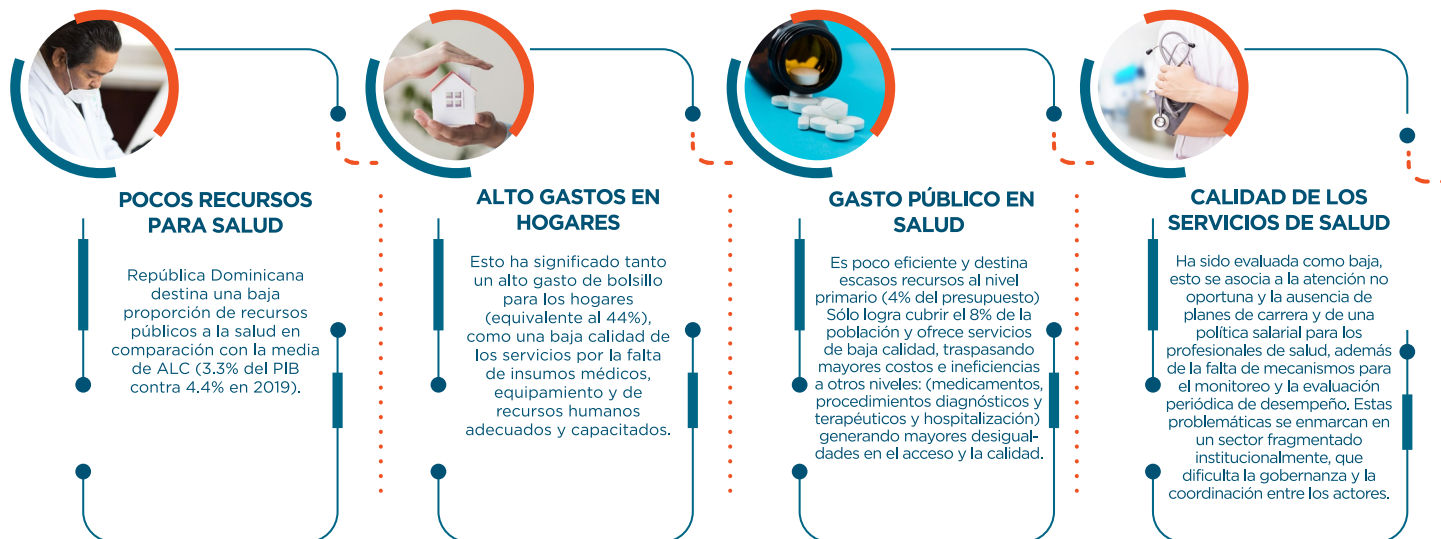 POCOS RECURSOS
PARA SALUD
República Dominicana
destina una baja
proporción de recursos
públicos a la salud en
comparación con la media
de ALC (3.3% del PIB
contra 4.4% en 2019).
ALTO GASTOS EN
HOGARES
Esto ha significado tanto
un alto gasto de bolsillo
para los hogares
(equivalente al 44%),
como una baja calidad de
los servicios por la falta
de insumos médicos,
equipamiento y de
recursos humanos
adecuados y capacitados.
GASTO PÚBLICO EN
SALUD
Es poco eficiente y destina
escasos recursos al nivel
primario (4% del presupuesto)
Sólo logra cubrir el 8% de la
población y ofrece servicios
de baja calidad, traspasando
mayores costos e ineficiencias
a otros niveles: (medicamentos,
procedimientos diagnósticos y
terapéuticos y hospitalización)
generando mayores desigual-
dades en el acceso y la calidad.
CALIDAD DE LOS
SERVICIOS DE SALUD
Ha sido evaluada como baja,
esto se asocia a la atención no
oportuna y la ausencia de
planes de carrera y de una
política salarial para los
profesionales de salud, además
de la falta de mecanismos para
el monitoreo y la evaluación
periódica de desempeño. Estas
problemáticas se enmarcan en
un sector fragmentado
institucionalmente, que
dificulta la gobernanza y la
coordinación entre los actores.